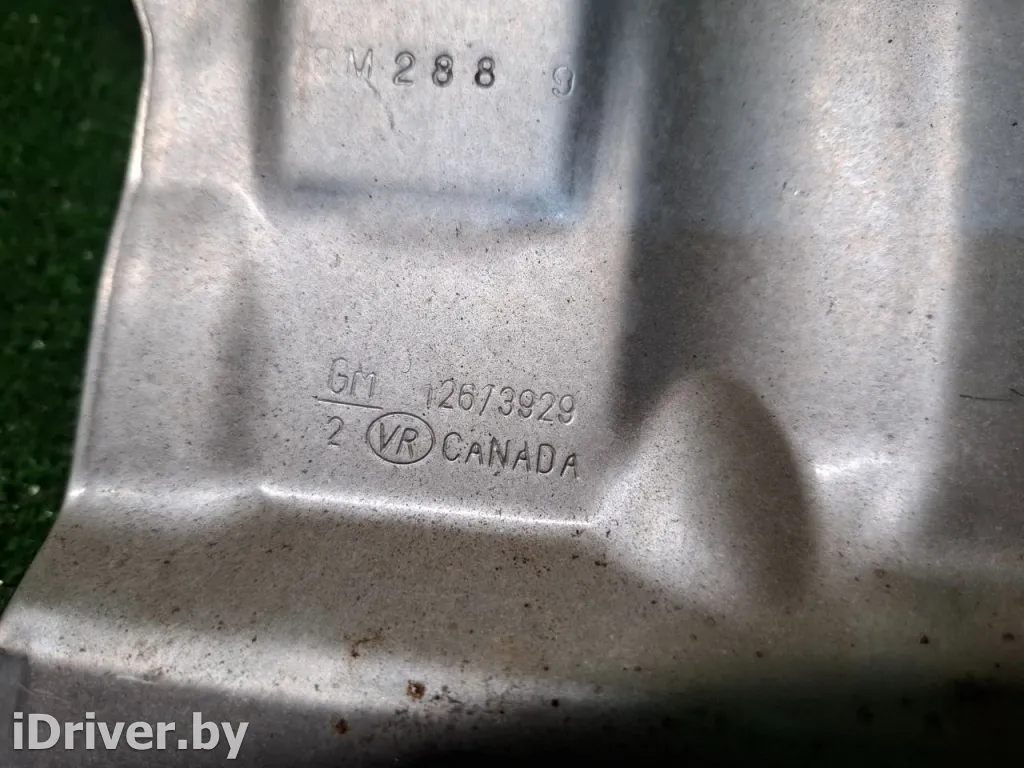 M288 9
GM 12673929
2 VR CANADA
iDriver.by